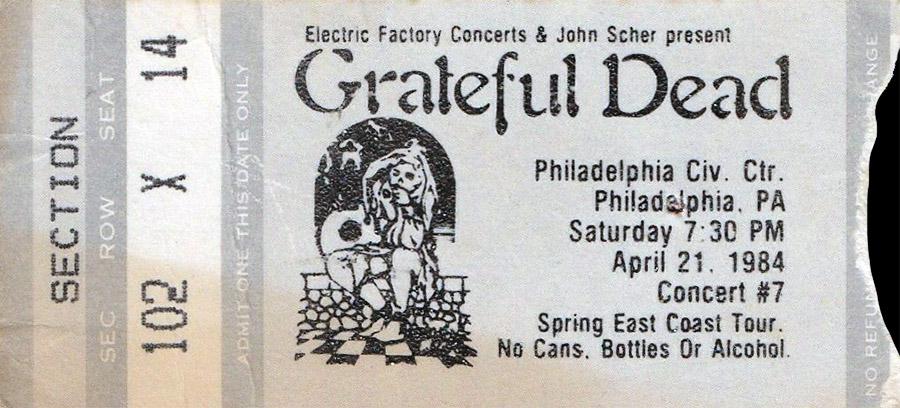 SECTION
SEC ROW SEAT
102 X 14
ADMIT ONE THIS DATE ONLY
Electric Factory Concerts & John Scher present
Grateful Dead
Philadelphia Civ. Ctr.
Philadelphia, PA
Saturday 7:30 PM
April 21, 1984
Concert #7
Spring East Coast Tour.
No Cans, Bottles Or Alcohol.
NO REFUN